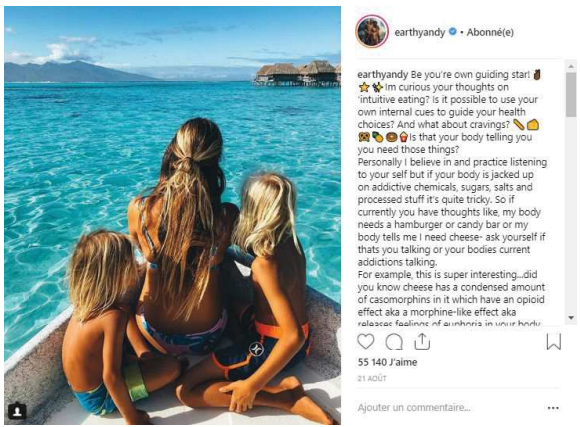 earthyandy • Abonné(e)
earthyandy Be you're own guiding star! ✌🏾
⭐ 💫 Im curious your thoughts on
'intuitive eating? Is it possible to use your
own internal cues to guide your health
choices? And what about cravings?
Is that your body telling you
you need those things?
Personally I believe in and practice listening
to your self but if your body is jacked up
on addictive chemicals, sugars, salts and
processed stuff it's quite tricky. So if
currently you have thoughts like, my body
needs a hamburger or candy bar or my
body tells me I need cheese- ask yourself if
thats you talking or your bodies current
addictions talking.
For example, this is super interesting...did
you know cheese has a condensed amount
of casomorphins in it which have an opioid
effect aka a morphine-like effect aka
releases feelings of euphoria in your body
55 140 J'aime
21 AOÛT
Ajouter un commentaire...